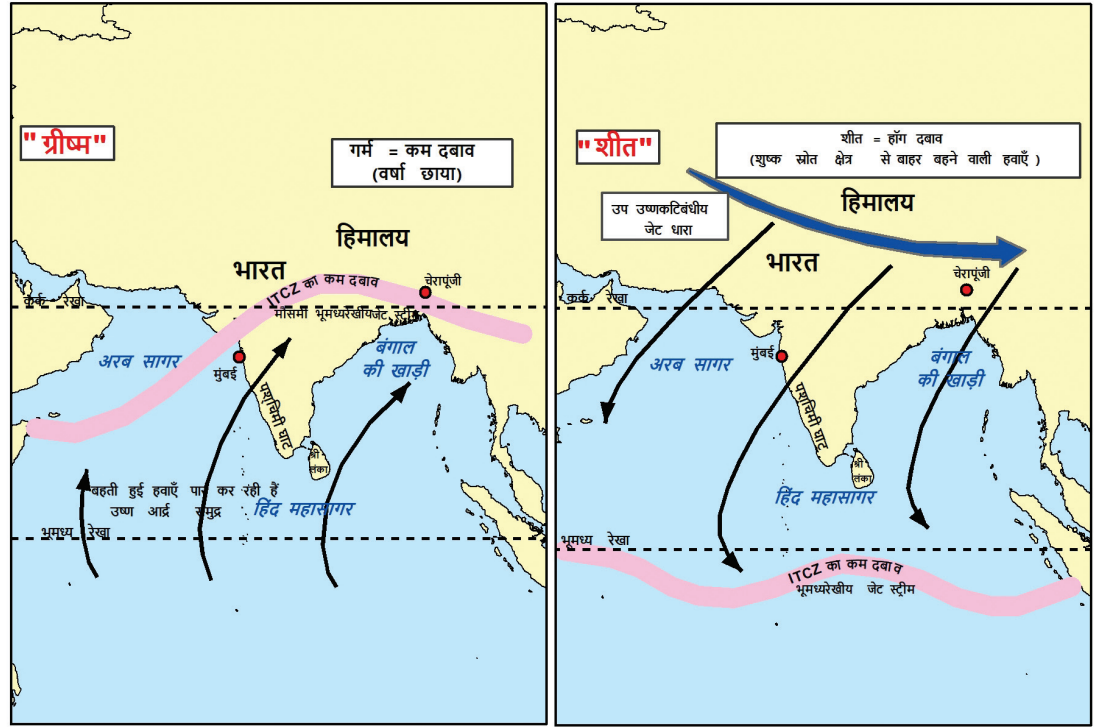 "ग्रीष्म"
गर्म = कम दबाव
(वर्षा छाया)
हिमालय
भारत
चेरापूंजी
ITCZ का कम दबाव
कर्क रेखा
मौसमी भूमध्यरेखीय जेट स्ट्रीम
अरब सागर
मुंबई
बंगाल
की खाड़ी
पश्चिमी घाट
श्री
लंका
बहती हुई हवाएँ पार कर रही हैं
उष्ण आर्द्र समुद्र
हिंद महासागर
भूमध्य रेखा
"शीत"
शीत = हॉग दबाव
(शुष्क स्रोत क्षेत्र से बाहर बहने वाली हवाएँ )
हिमालय
उप उष्णकटिबंधीय
जेट धारा
भारत
चेरापूंजी
कर्क रेखा
अरब सागर
मुंबई
बंगाल
की खाड़ी
पश्चिमी घाट
श्री
लंका
हिंद महासागर
भूमध्य रेखा
ITCZ का कम दबाव
भूमध्यरेखीय जेट स्ट्रीम